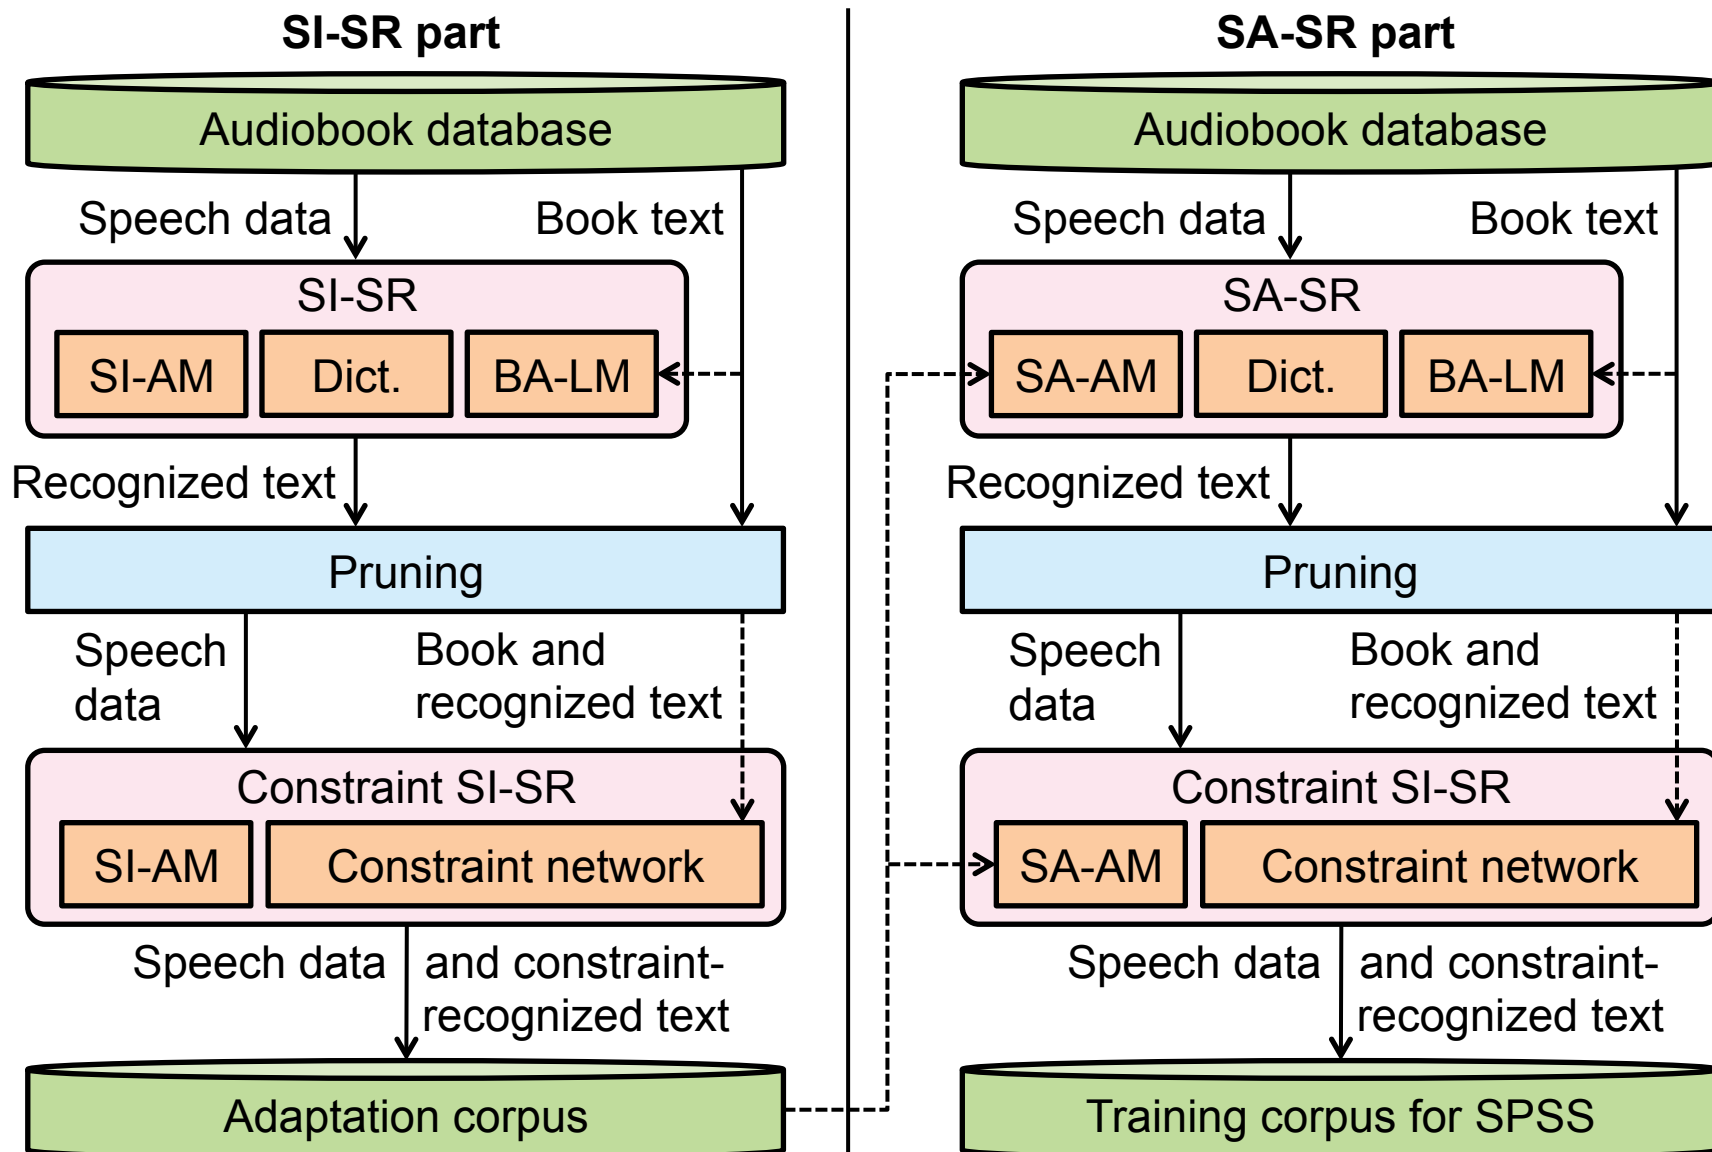 SI-SR part
Audiobook database
Speech data
Book text
SI-SR
SI-AM
Dict.
BA-LM
Recognized text
Pruning
Speech
data
Book and
recognized text
Constraint SI-SR
SI-AM
Constraint network
Speech data
and constraint-
recognized text
Adaptation corpus
SA-SR part
Audiobook database
Speech data
Book text
SA-SR
SA-AM
Dict.
BA-LM
Recognized text
Pruning
Speech
data
Book and
recognized text
Constraint SI-SR
SA-AM
Constraint network
Speech data
and constraint-
recognized text
Training corpus for SPSS